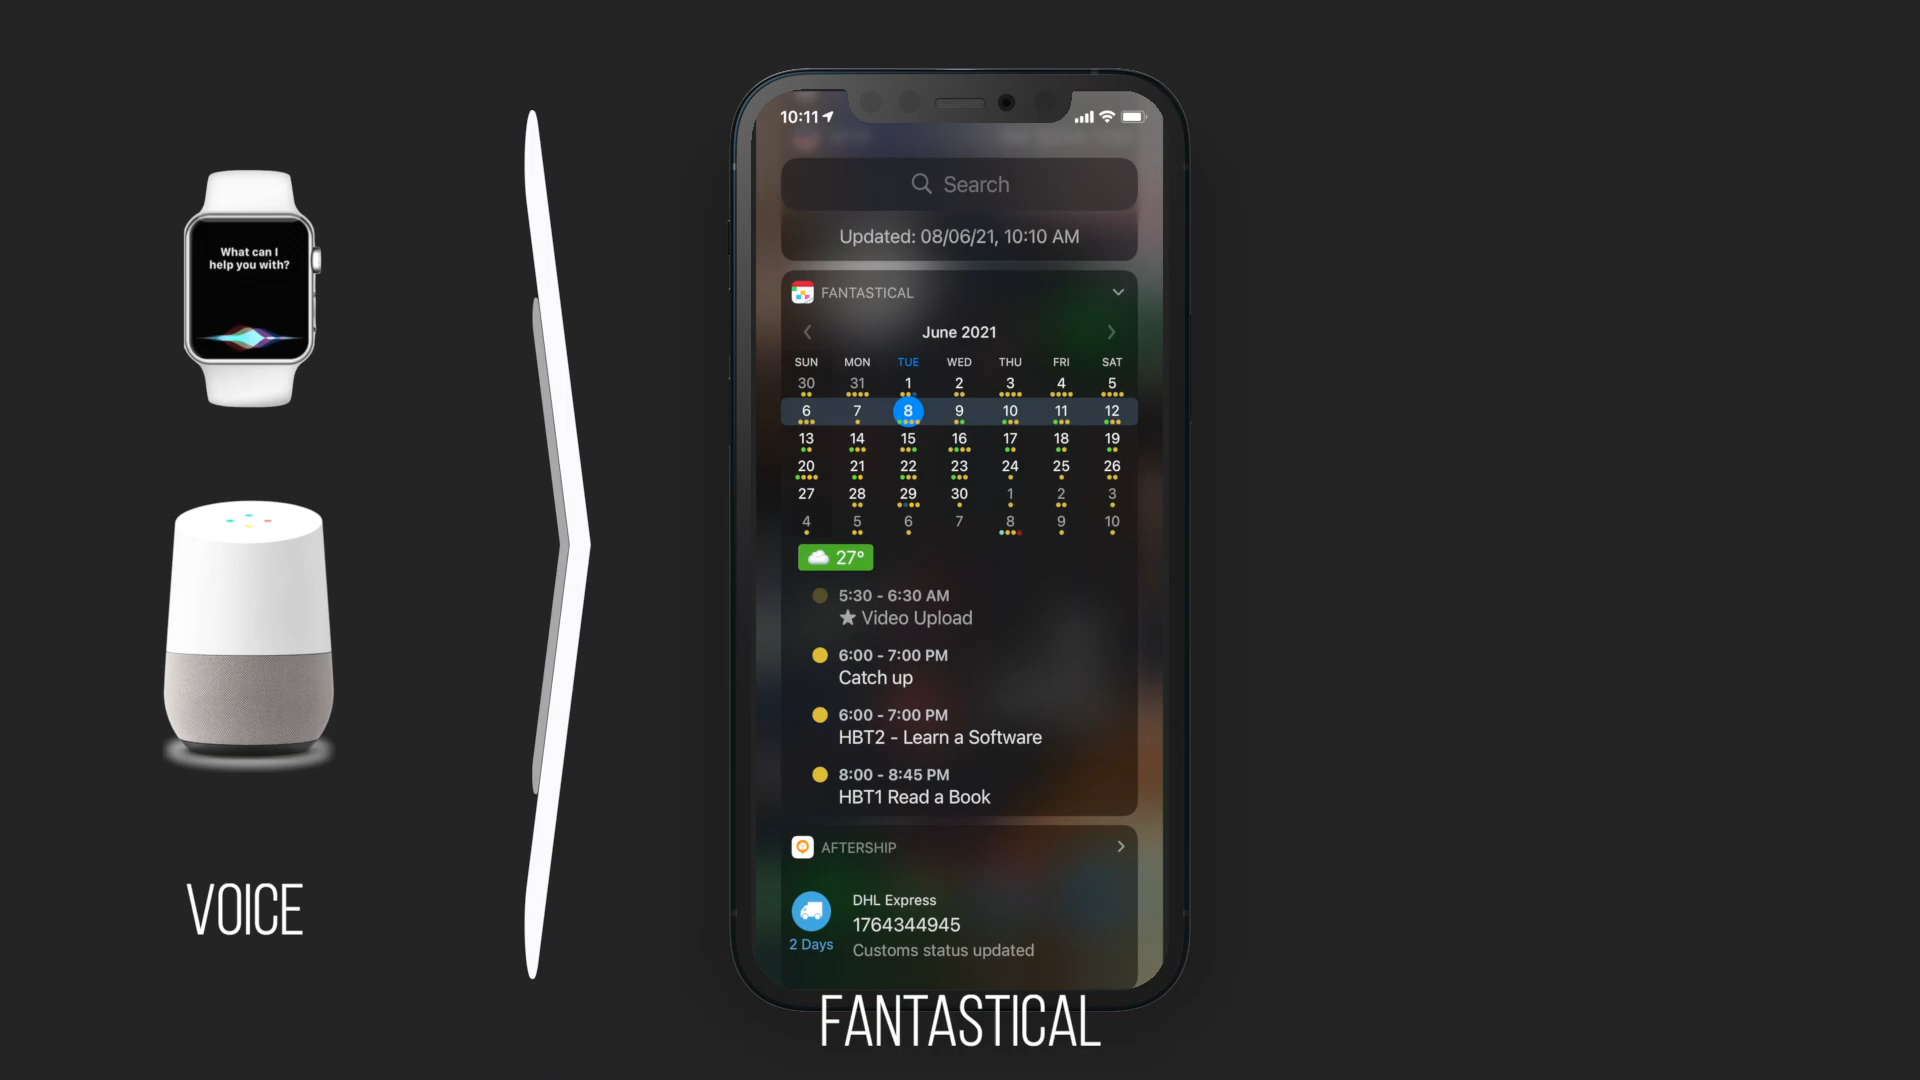 What can I
help you with?
VOICE
10:11
Search
Updated: 08/06/21, 10:10 AM
FANTASTICAL
June 2021
SUN MON TUE WED THU FRI SAT
30 31 1 2 3 4 5
6 7 8 9 10 11 12
13 14 15 16 17 18 19
20 21 22 23 24 25 26
27 28 29 30 1 2 3
4 5 6 7 8 9 10
27°
5:30 - 6:30 AM
★ Video Upload
6:00 - 7:00 PM
Catch up
6:00 - 7:00 PM
HBT2 - Learn a Software
8:00 - 8:45 PM
HBT1 Read a Book
AFTERSHIP
DHL Express
1764344945
2 Days
Customs status updated
FANTASTICAL